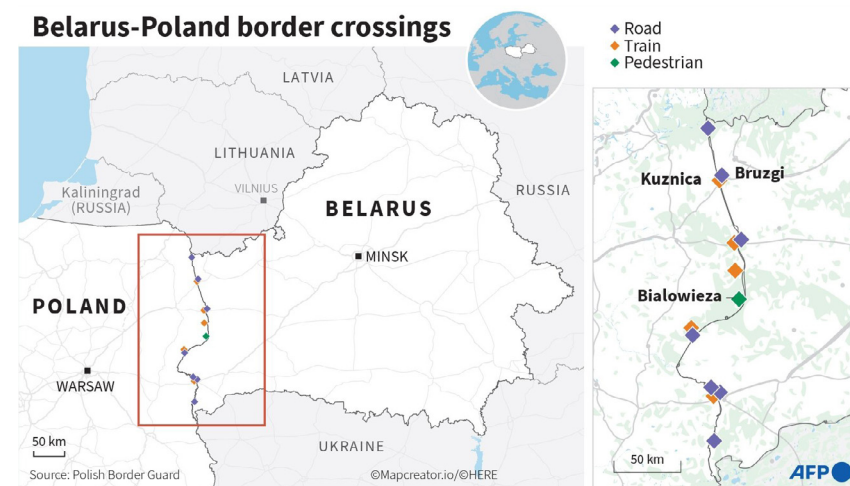 Belarus-Poland border crossings
Road
Train
Pedestrian
LATVIA
LITHUANIA
VILNIUS
Kaliningrad
(RUSSIA)
RUSSIA
BELARUS
MINSK
POLAND
WARSAW
UKRAINE
50 km
Source: Polish Border Guard
©Mapcreator.io/©HERE
Kuznica
Bruzgi
Bialowieza
50 km
AFP